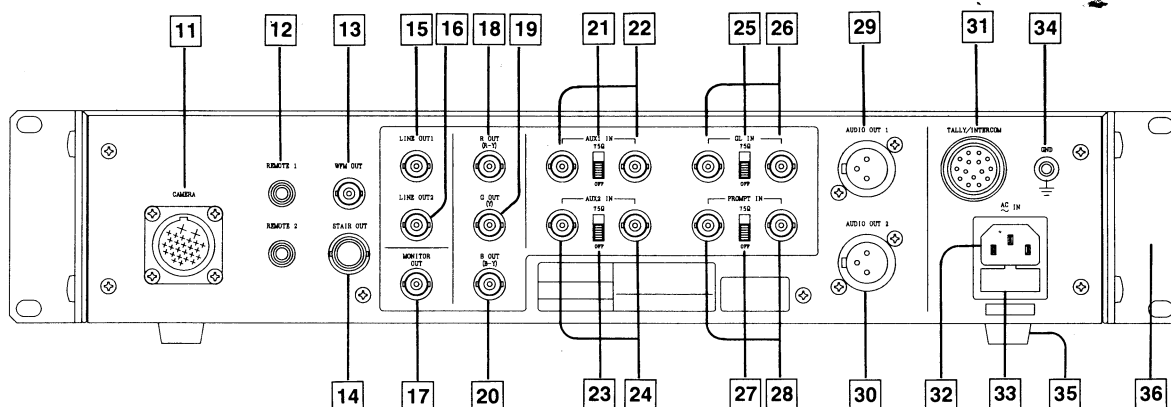 11 12 13 15 16 18 19 21 22 25 26 29 31 34
CAMERA
REMOTE 1
REMOTE 2
WFM OUT
STAIR OUT
LINE OUT1
LINE OUT2
MONITOR
OUT
R OUT
(R-Y)
G OUT
(Y)
B OUT
(B-Y)
AUX1 IN
75Ω
OFF
AUX2 IN
75Ω
OFF
GL IN
75Ω
OFF
PROMPT IN
75Ω
OFF
AUDIO OUT 1
AUDIO OUT 2
TALLY/INTERCOM
GND
AC
~ IN
14 17 20 23 24 27 28 30 32 33 35 36